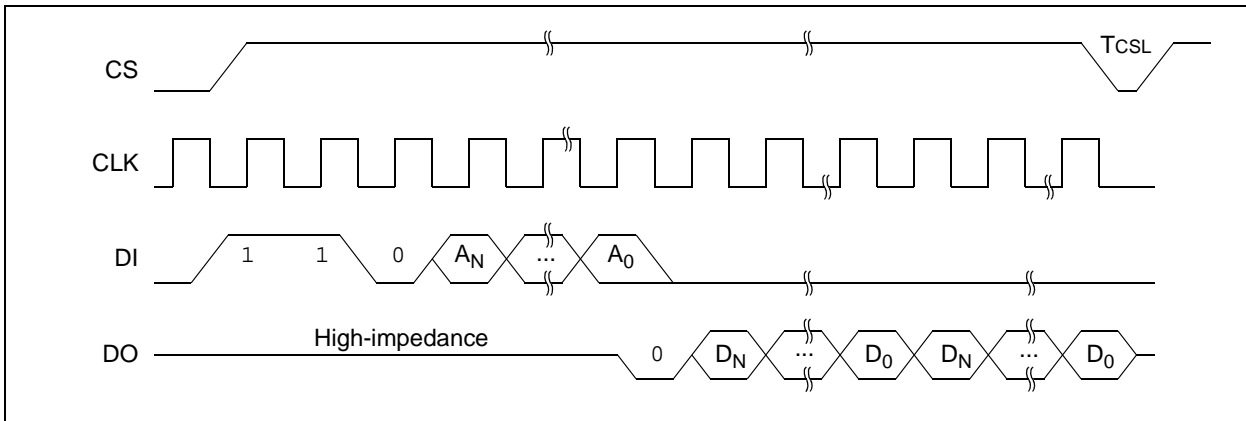 CS TCSL
CLK
DI 1 1 0 AN ... A0
High-impedance
DO 0 DN ... D0 DN ... D0